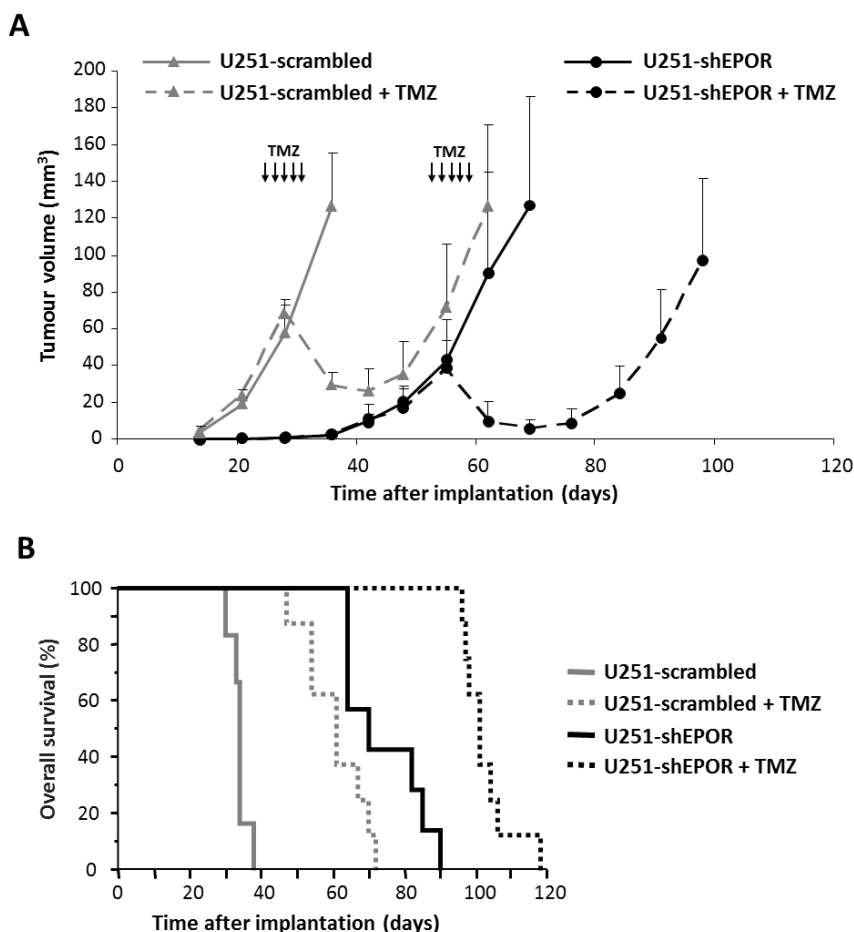 A
U251-scrambled
U251-shEPOR
U251-scrambled + TMZ
U251-shEPOR + TMZ
200
180
160
140
120
100
80
60
40
20
0
TMZ
TMZ
Tumour volume (mm³)
0 20 40 60 80 100 120
Time after implantation (days)
B
100
80
60
40
20
0
Overall survival (%)
U251-scrambled
U251-scrambled + TMZ
U251-shEPOR
U251-shEPOR + TMZ
0 20 40 60 80 100 120
Time after implantation (days)